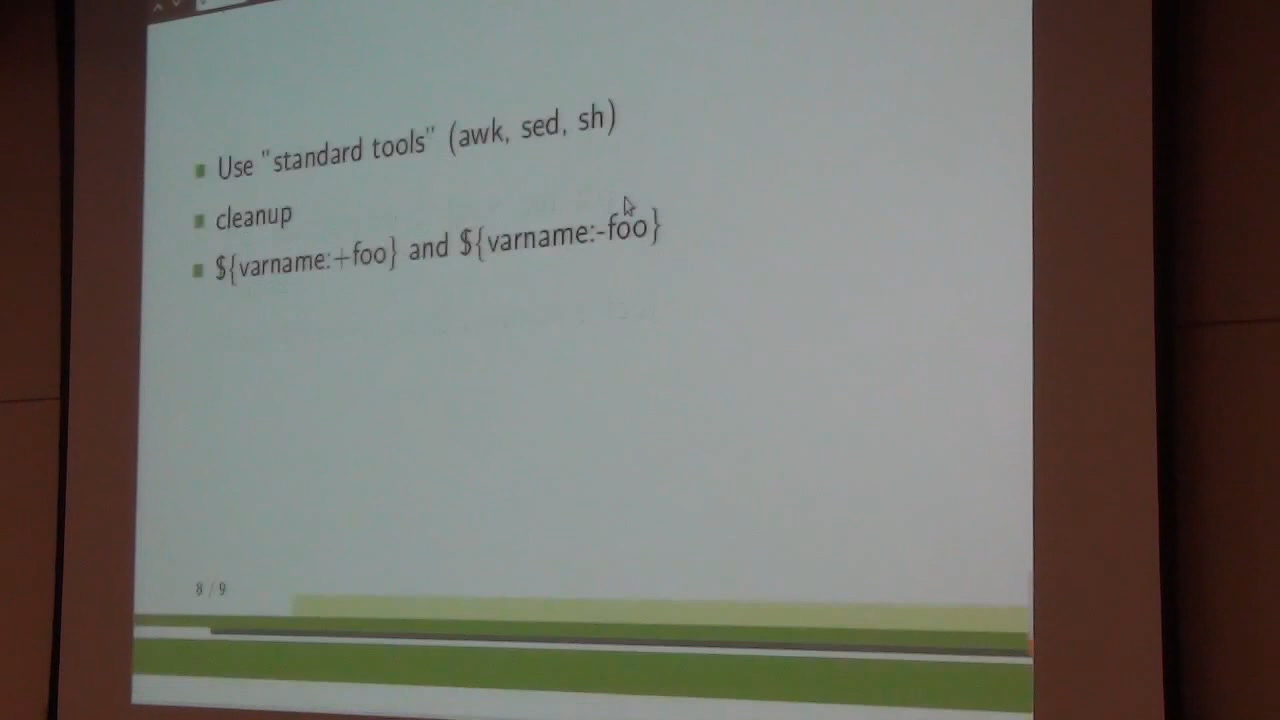 Use "standard tools" (awk, sed, sh)
cleanup
${varname:+foo} and ${varname:-foo}
8 / 9